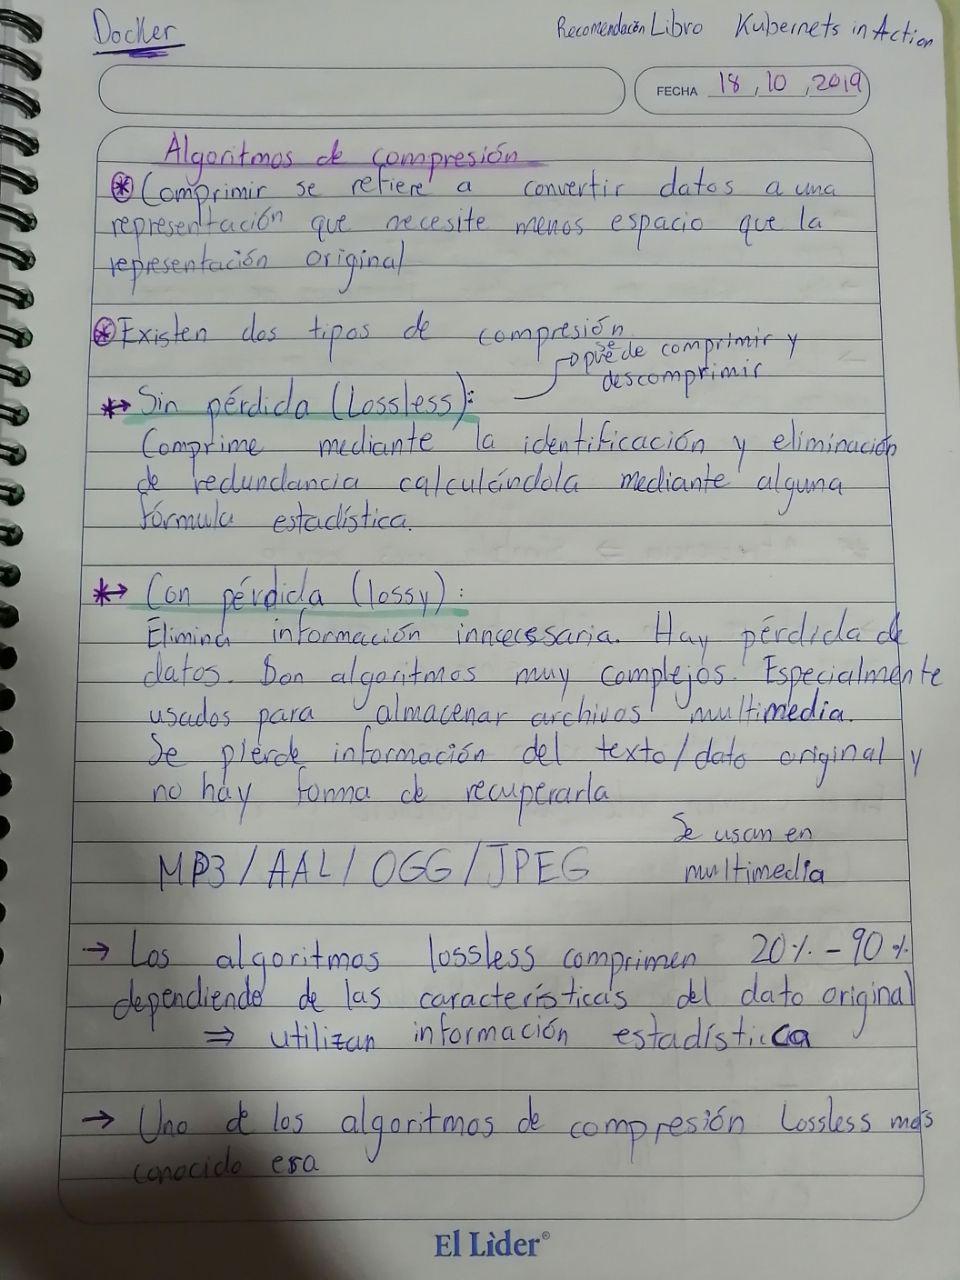 Docker
Recomendación Libro Kubernets in Action
FECHA 18, 10, 2019
Algoritmos de compresión
* Comprimir se refiere a convertir datos a una
representación que necesite menos espacio que la
representación original
* Existen dos tipos de compresión
se
puede comprimir y
descomprimir
*→ Sin pérdida (Lossless):
Comprime mediante la identificación y eliminación
de redundancia calculándola mediante alguna
fórmula estadística.
*→ Con pérdida (lossy):
Elimina información innecesaria. Hay pérdida de
datos. Son algoritmos muy complejos. Especialmente
usados para almacenar archivos multimedia.
Se pierde información del texto/dato original y
no hay forma de recuperarla
Se usan en
MP3/AAL/OGG/JPEG multimedia
→ Los algoritmos lossless comprimen 20% - 90%
dependiendo de las características del dato original
⇒ utilizan información estadística
→ Uno de los algoritmos de compresión Lossless mas
conocido era
El Lìder®